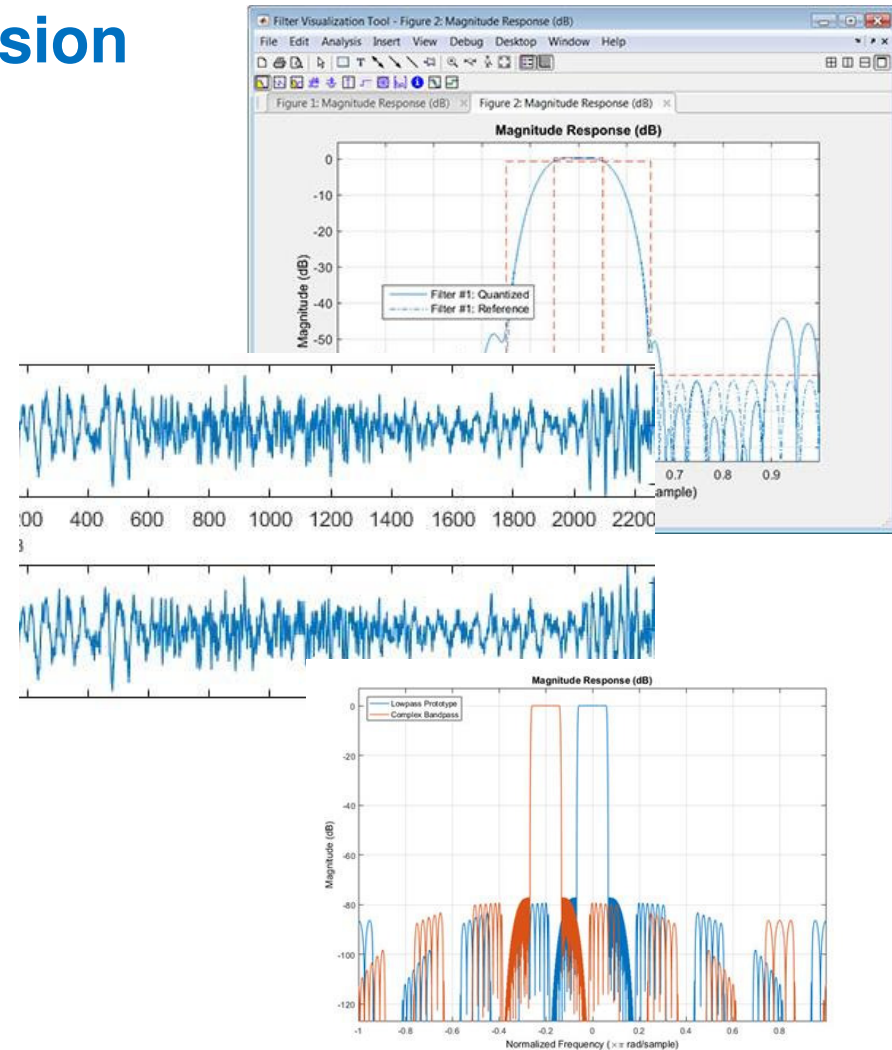 sion
Filter Visualization Tool - Figure 2: Magnitude Response (dB)
File Edit Analysis Insert View Debug Desktop Window Help
Figure 1: Magnitude Response (dB) Figure 2: Magnitude Response (dB)
Magnitude Response (dB)
0
-10
-20
-30
-40
-50
Magnitude (dB)
Filter #1: Quantized
Filter #1: Reference
0.7 0.8 0.9
ample)
200 400 600 800 1000 1200 1400 1600 1800 2000 2200
Magnitude Response (dB)
Lowpass Prototype
Complex Bandpass
0
-20
-40
-60
-80
-100
-120
Magnitude (dB)
-1 -0.8 -0.6 -0.4 -0.2 0 0.2 0.4 0.6 0.8
Normalized Frequency (×π rad/sample)